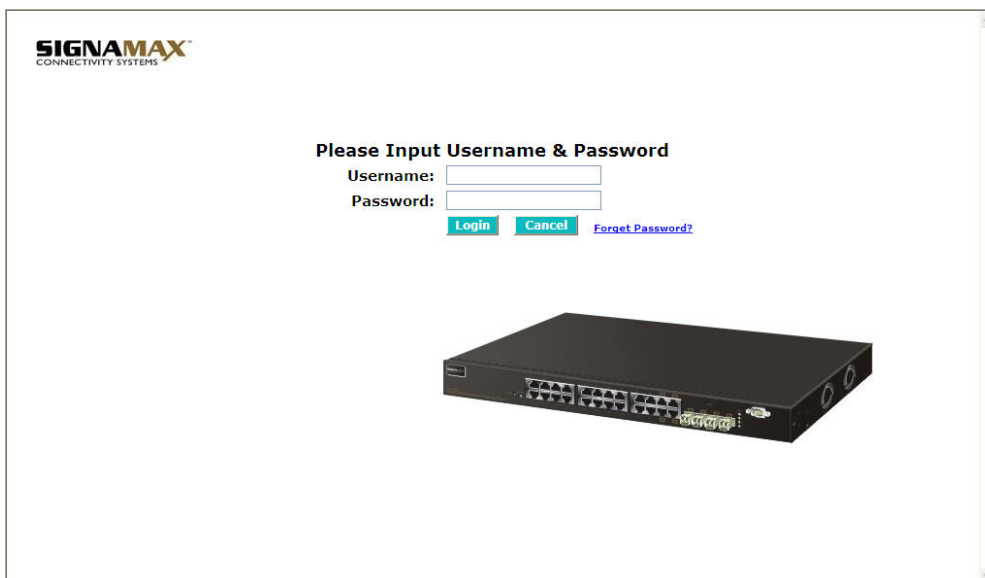 SIGNAMAX™
CONNECTIVITY SYSTEMS
Please Input Username & Password
Username:
Password:
Login Cancel Forget Password?